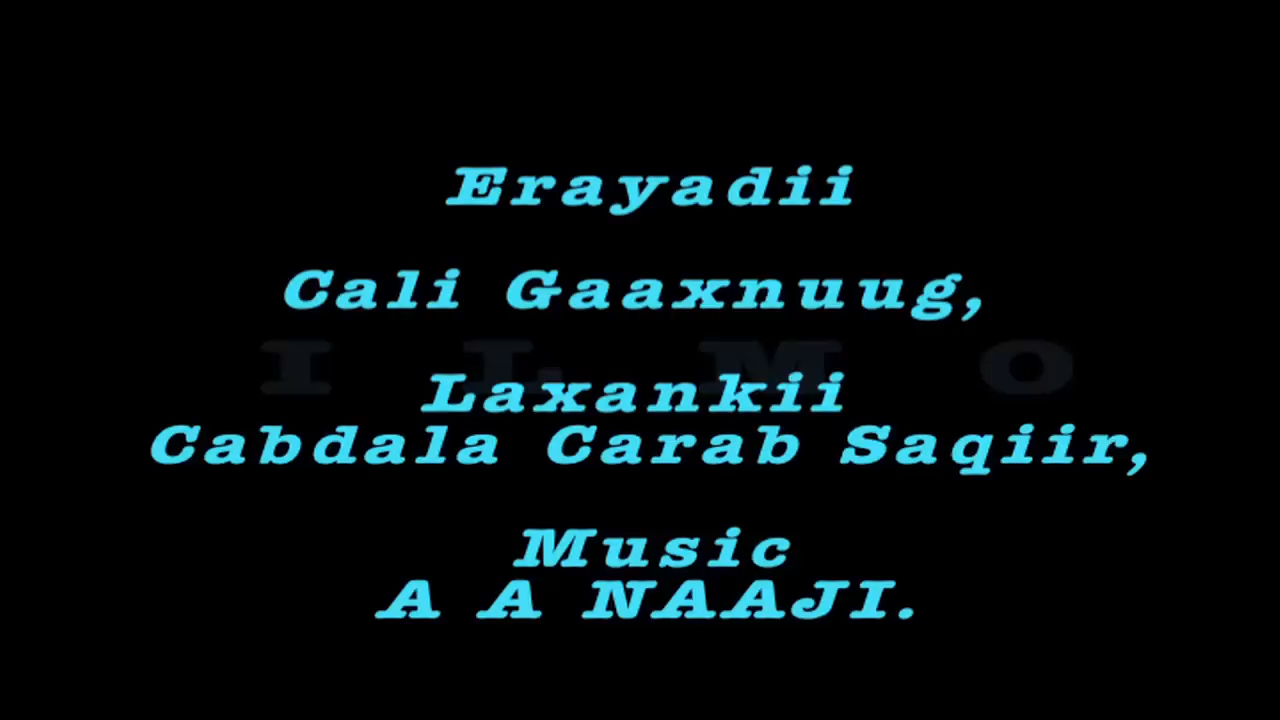 Erayadii
Cali Gaaxnuug,
I L M O
Laxankii
Cabdala Carab Saqiir,
Music
A A NAAJI.